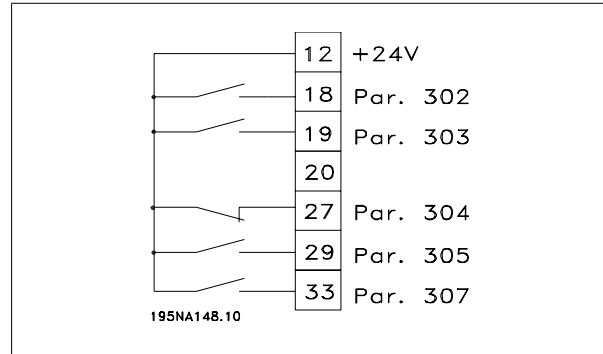 12 +24V
18 Par. 302
19 Par. 303
20
27 Par. 304
29 Par. 305
33 Par. 307
195NA148.10